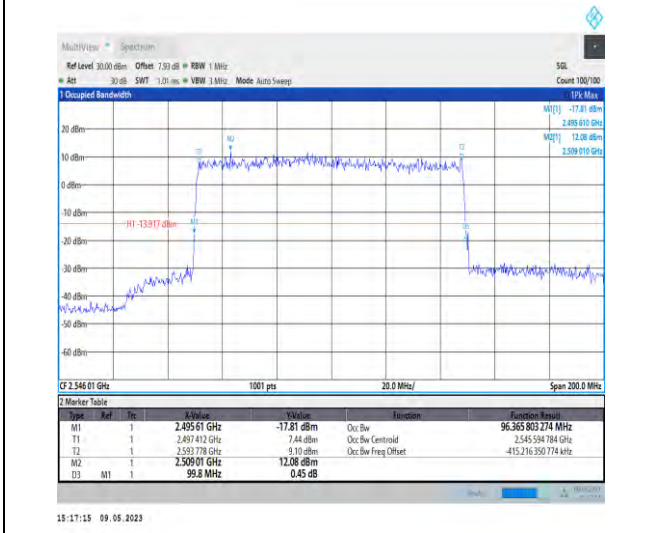 MultiView Spectrum
Ref Level 30.00 dBm Offset 7.93 dB RBW 1 MHz SGL
Att 30 dB SWT 1.01 ms VBW 3 MHz Mode Auto Sweep Count 100/100
1 Occupied Bandwidth 1Pk Max
M1[1] -17.81 dBm
2.495 610 GHz
M2[1] 12.08 dBm
2.509 010 GHz
20 dBm
M2
T2
10 dBm
0 dBm
-10 dBm
H1 -13.917 dBm M1
-20 dBm
-30 dBm
-40 dBm
-50 dBm
-60 dBm
CF 2.546 01 GHz 1001 pts 20.0 MHz/ Span 200.0 MHz
2 Marker Table
Type Ref Trc X-Value Y-Value Function Function Result
M1 1 2.495 61 GHz -17.81 dBm Occ Bw 96.365 803 274 MHz
T1 1 2.497 412 GHz 7.44 dBm Occ Bw Centroid 2.545 594 784 GHz
T2 1 2.593 778 GHz 9.10 dBm Occ Bw Freq Offset -415.216 350 774 kHz
M2 1 2.509 01 GHz 12.08 dBm
D3 M1 1 99.8 MHz 0.45 dB
15:17:15 09.05.2023